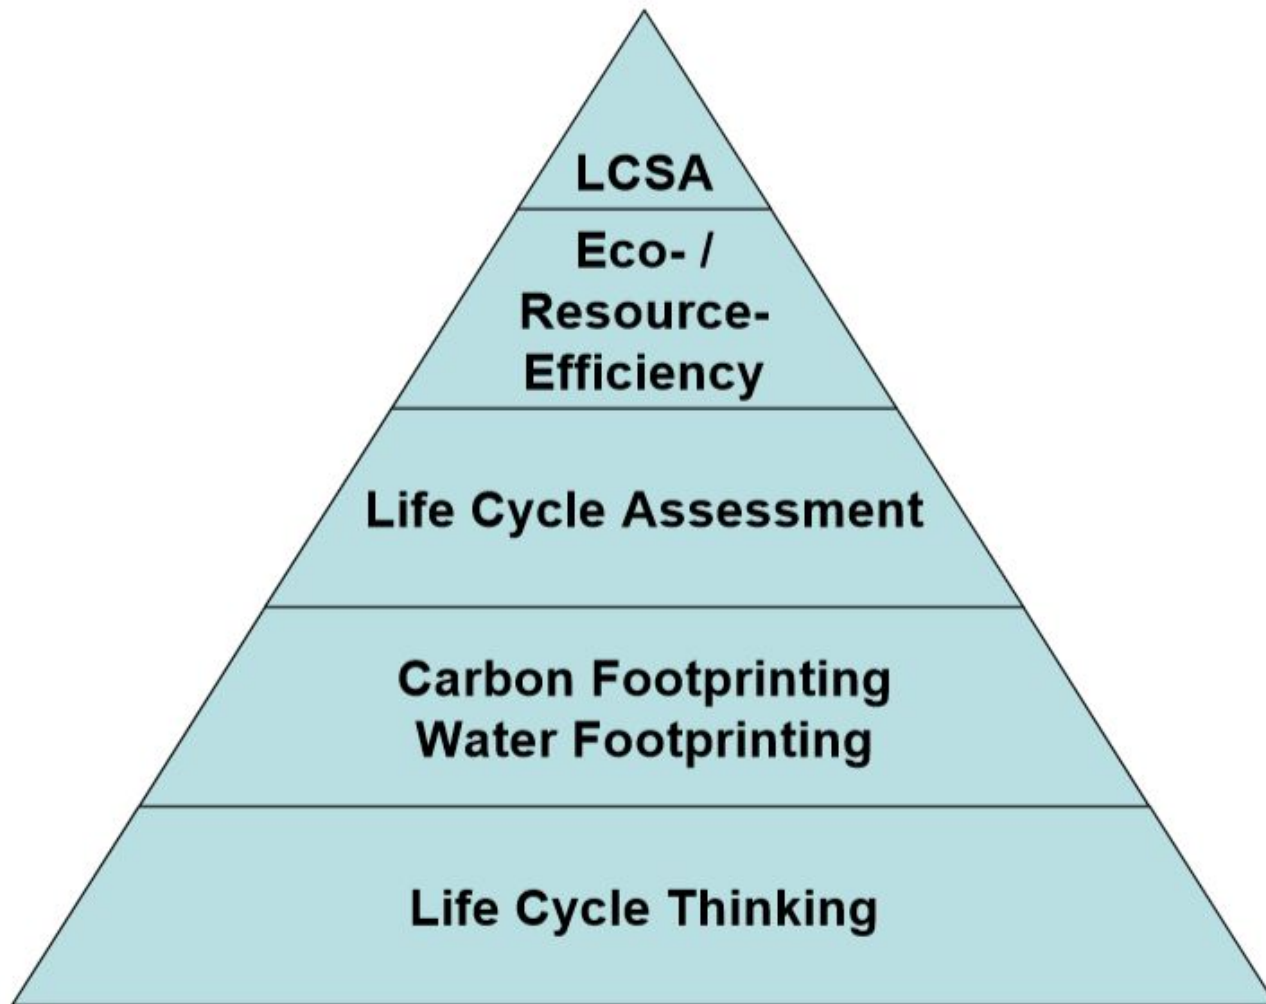 LCSA
Eco- /
Resource-
Efficiency
Life Cycle Assessment
Carbon Footprinting
Water Footprinting
Life Cycle Thinking